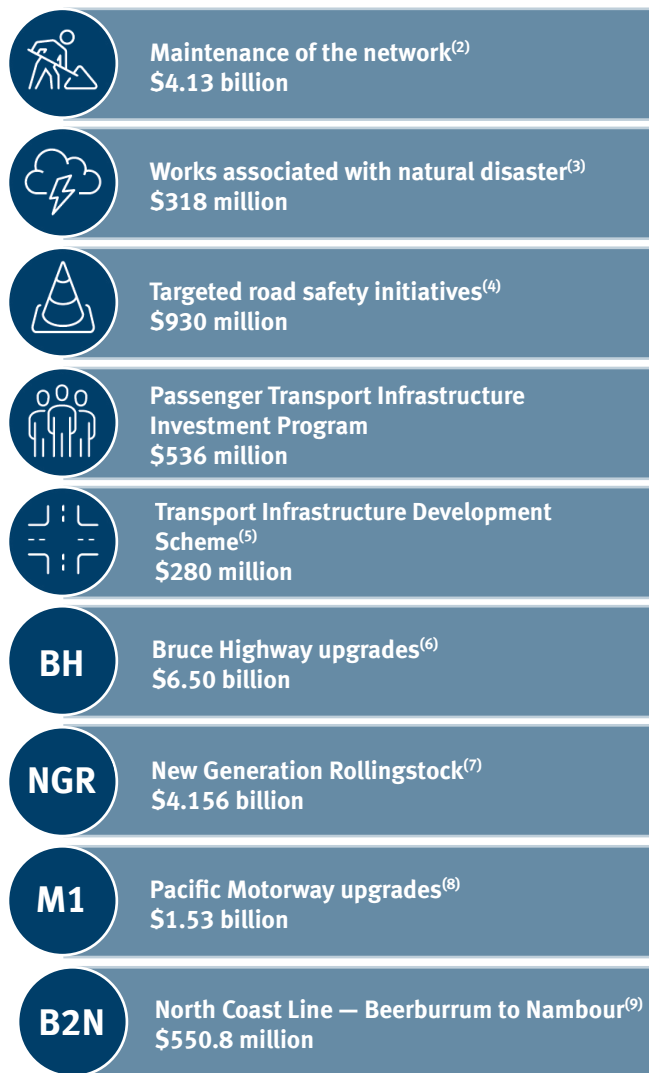 Maintenance of the network(2)
$4.13 billion
Works associated with natural disaster(3)
$318 million
Targeted road safety initiatives(4)
$930 million
Passenger Transport Infrastructure
Investment Program
$536 million
Transport Infrastructure Development
Scheme(5)
$280 million
BH
Bruce Highway upgrades(6)
$6.50 billion
NGR
New Generation Rollingstock(7)
$4.156 billion
M1
Pacific Motorway upgrades(8)
$1.53 billion
B2N
North Coast Line — Beerburrum to Nambour(9)
$550.8 million